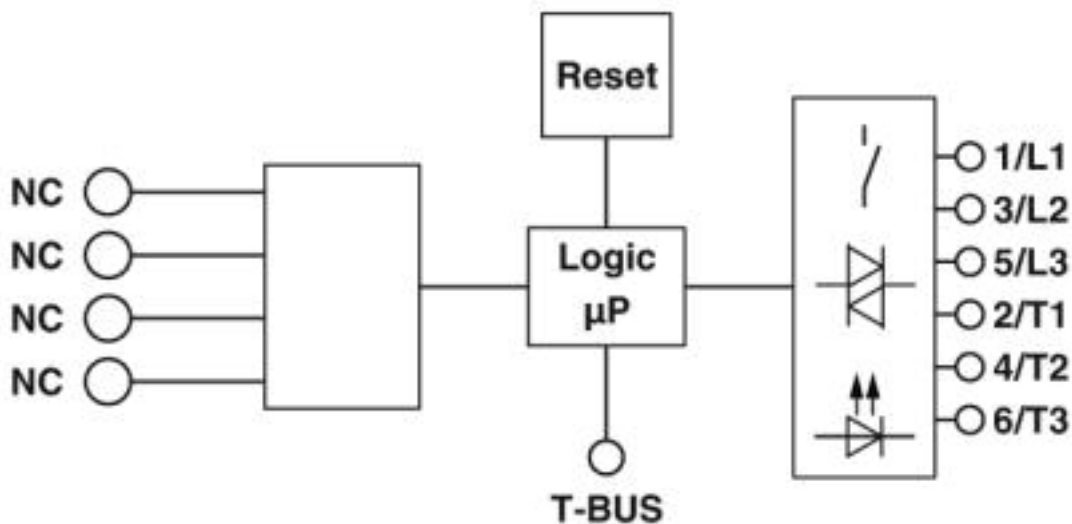 Reset
NC
NC
NC
NC
Logic
µP
T-BUS
1/L1
3/L2
5/L3
2/T1
4/T2
6/T3